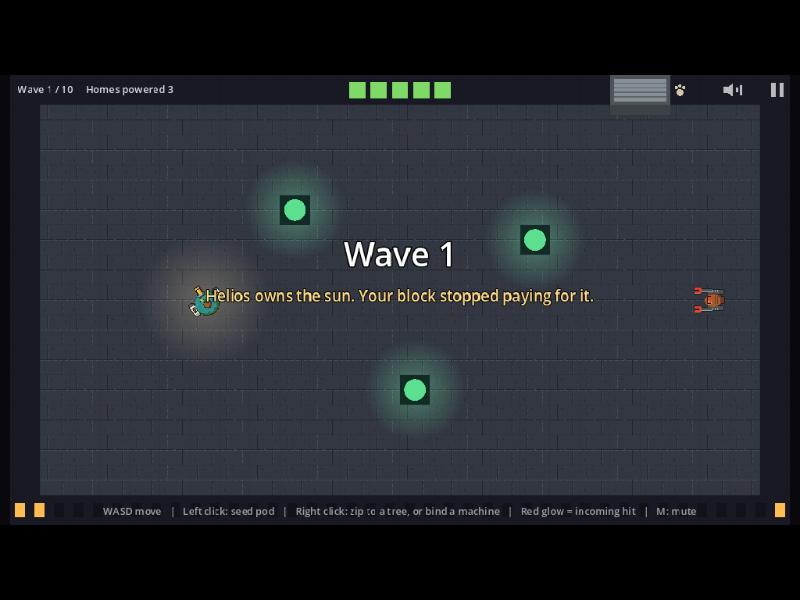 Wave 1 / 10 Homes powered 3
Wave 1
Helios owns the sun. Your block stopped paying for it.
WASD move | Left click: seed pod | Right click: zip to a tree, or bind a machine | Red glow = incoming hit | M: mute